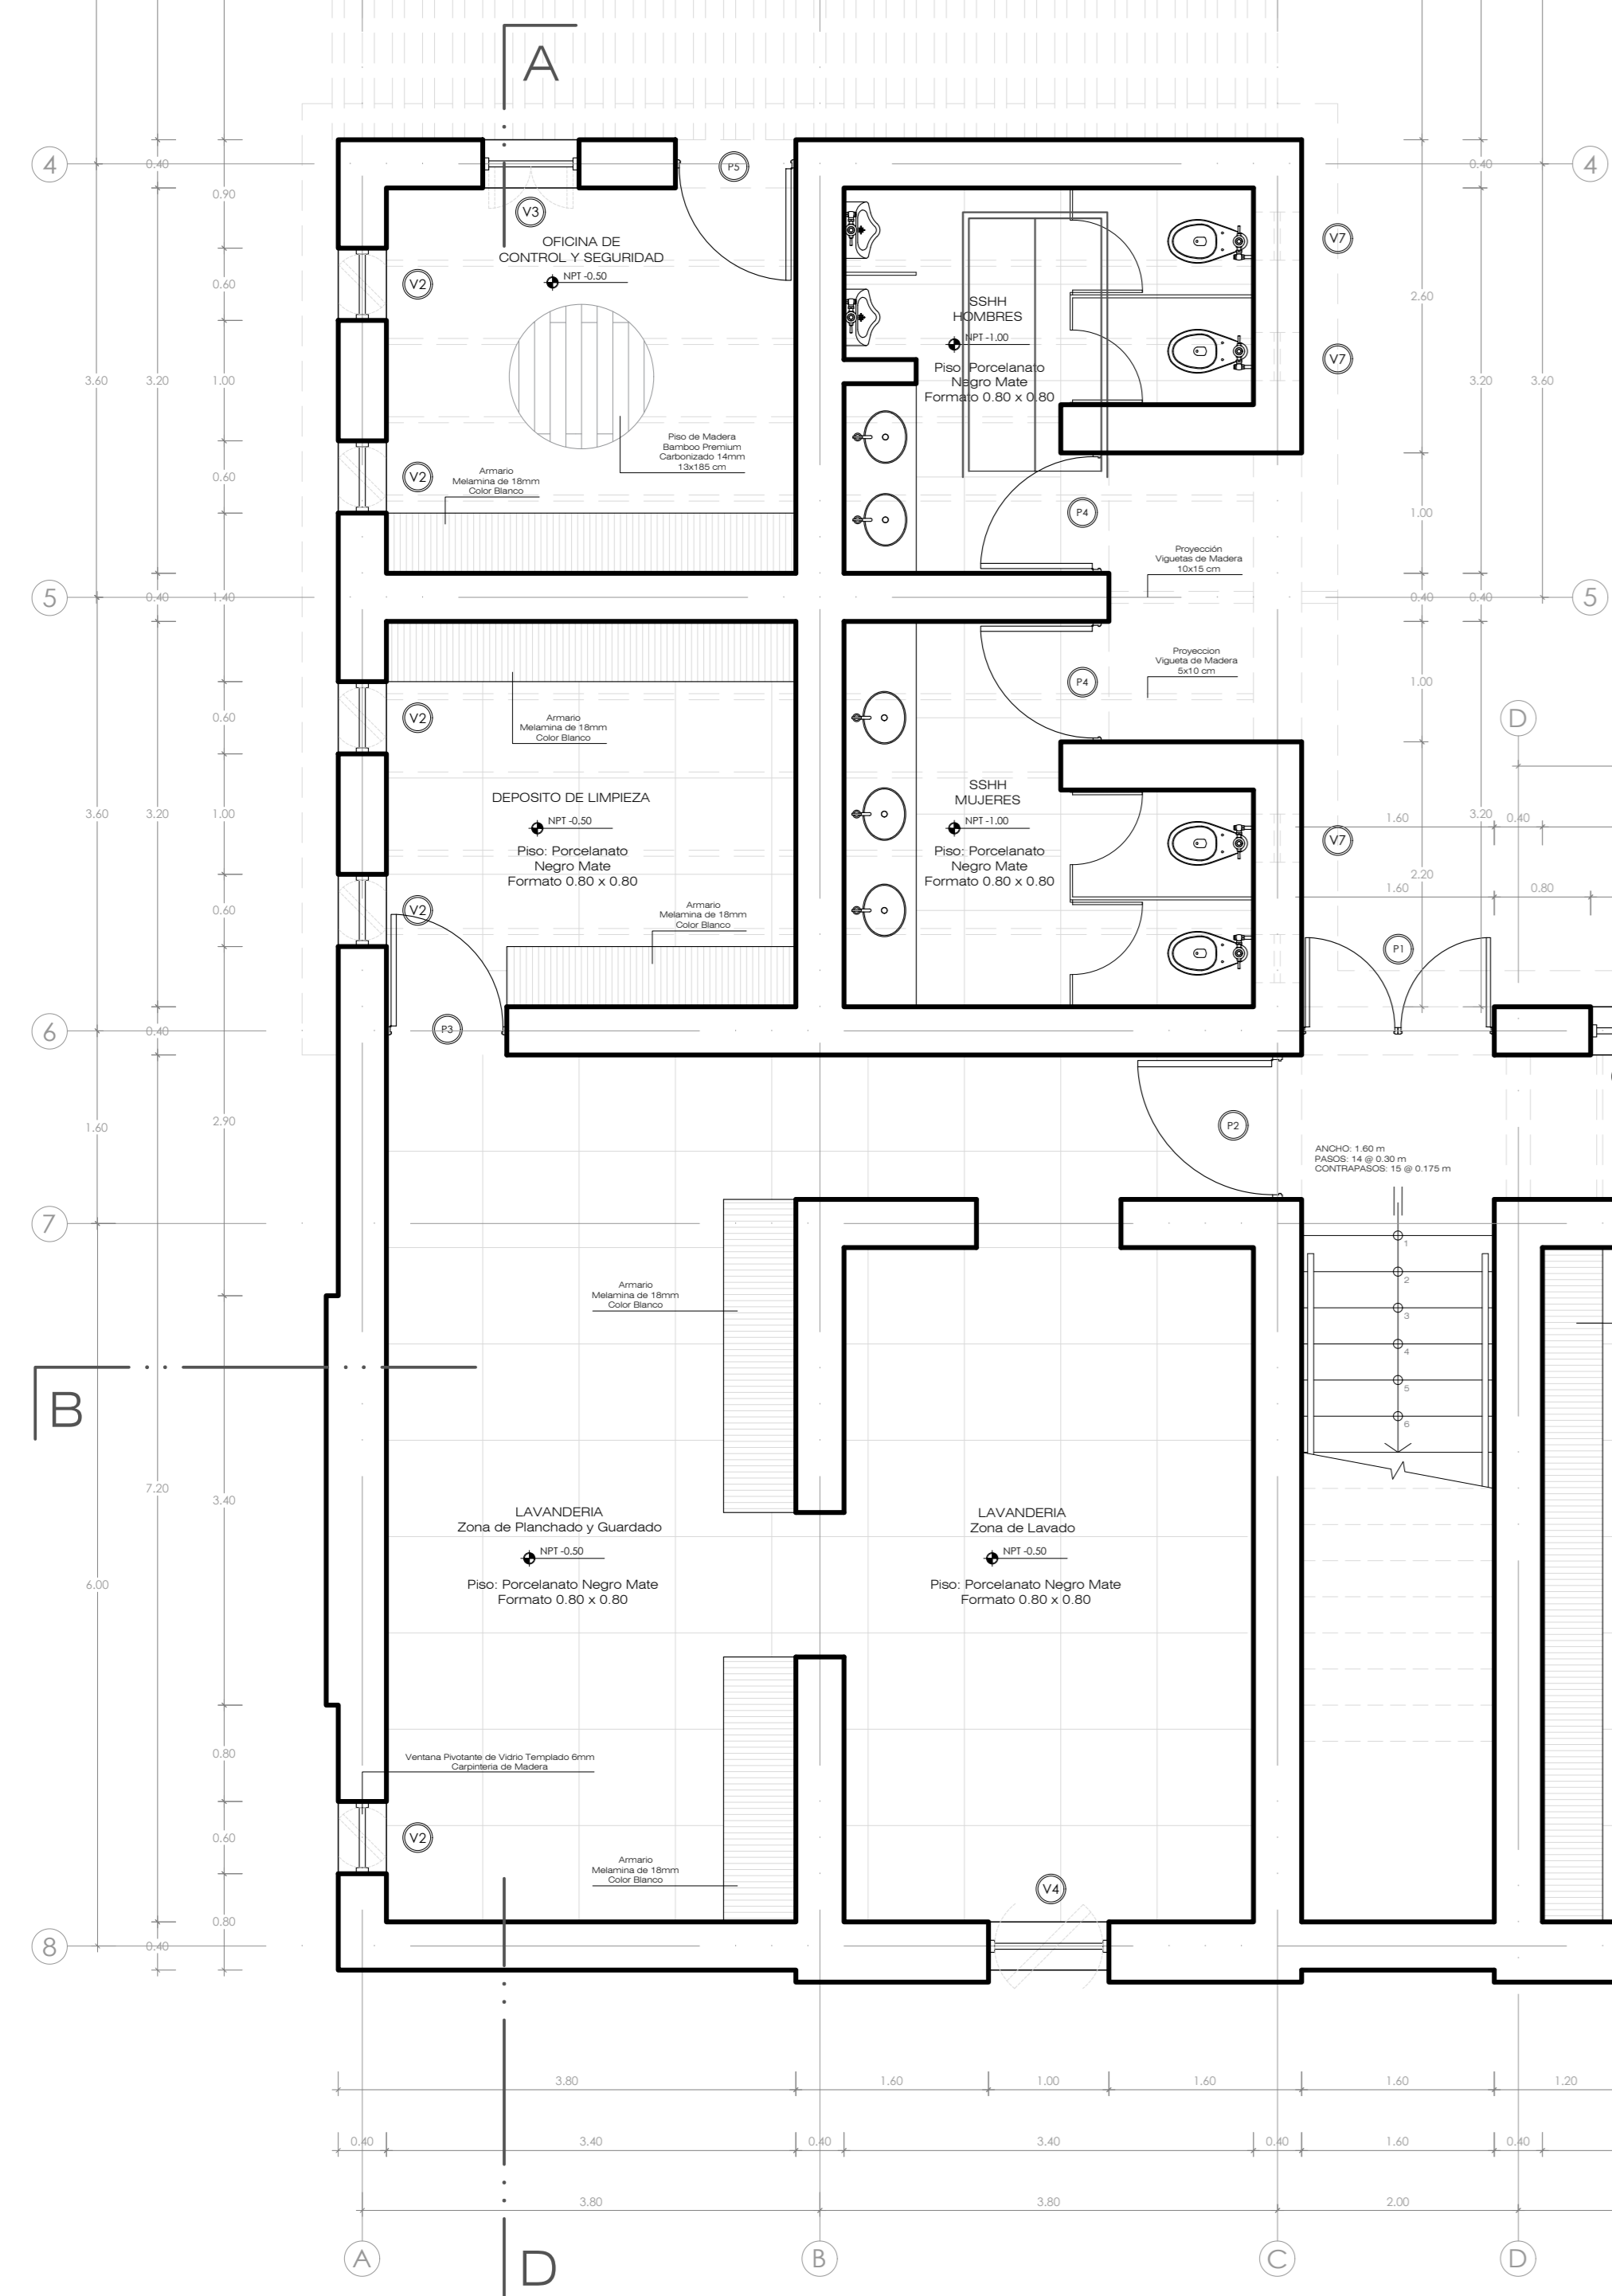 A
4
0.40
P5
0.40
4
0.90
V3
OFICINA DE
CONTROL Y SEGURIDAD
NPT -0.50
V7
0.60
V2
2.60
SSHH
HOMBRES
NPT -1.00
V7
Piso: Porcelanato
Negro Mate
Formato 0.80 x 0.80
3.60
3.20
1.00
3.20
3.60
Piso de Madera
Bamboo Premium
Carbonizado 14mm
13x185 cm
0.60
V2
Armario
Melamina de 18mm
Color Blanco
P4
1.00
Proyección
Viguetas de Madera
10x15 cm
5
0.40
1.40
0.40
0.40
5
Proyeccion
Vigueta de Madera
5x10 cm
P4
1.00
0.60
V2
Armario
Melamina de 18mm
Color Blanco
D
DEPOSITO DE LIMPIEZA
NPT -0.50
Piso: Porcelanato
Negro Mate
Formato 0.80 x 0.80
SSHH
MUJERES
NPT -1.00
Piso: Porcelanato
Negro Mate
Formato 0.80 x 0.80
3.60
3.20
1.00
V7
1.60
3.20
0.40
2.20
1.60
0.80
0.60
V2
Armario
Melamina de 18mm
Color Blanco
P1
6
0.40
P3
1.60
2.90
P2
ANCHO: 1.60 m
PASOS: 14 @ 0.30 m
CONTRAPASOS: 15 @ 0.175 m
7
1
2
3
4
5
6
Armario
Melamina de 18mm
Color Blanco
B
7.20
3.40
LAVANDERIA
Zona de Planchado y Guardado
NPT -0.50
Piso: Porcelanato Negro Mate
Formato 0.80 x 0.80
LAVANDERIA
Zona de Lavado
NPT -0.50
Piso: Porcelanato Negro Mate
Formato 0.80 x 0.80
6.00
0.80
Ventana Pivotante de Vidrio Templado 6mm
Carpinteria de Madera
0.60
V2
Armario
Melamina de 18mm
Color Blanco
V4
0.80
8
0.40
3.80
1.60
1.00
1.60
1.60
1.20
0.40
3.40
0.40
3.40
0.40
1.60
0.40
3.80
3.80
2.00
A
D
B
C
D